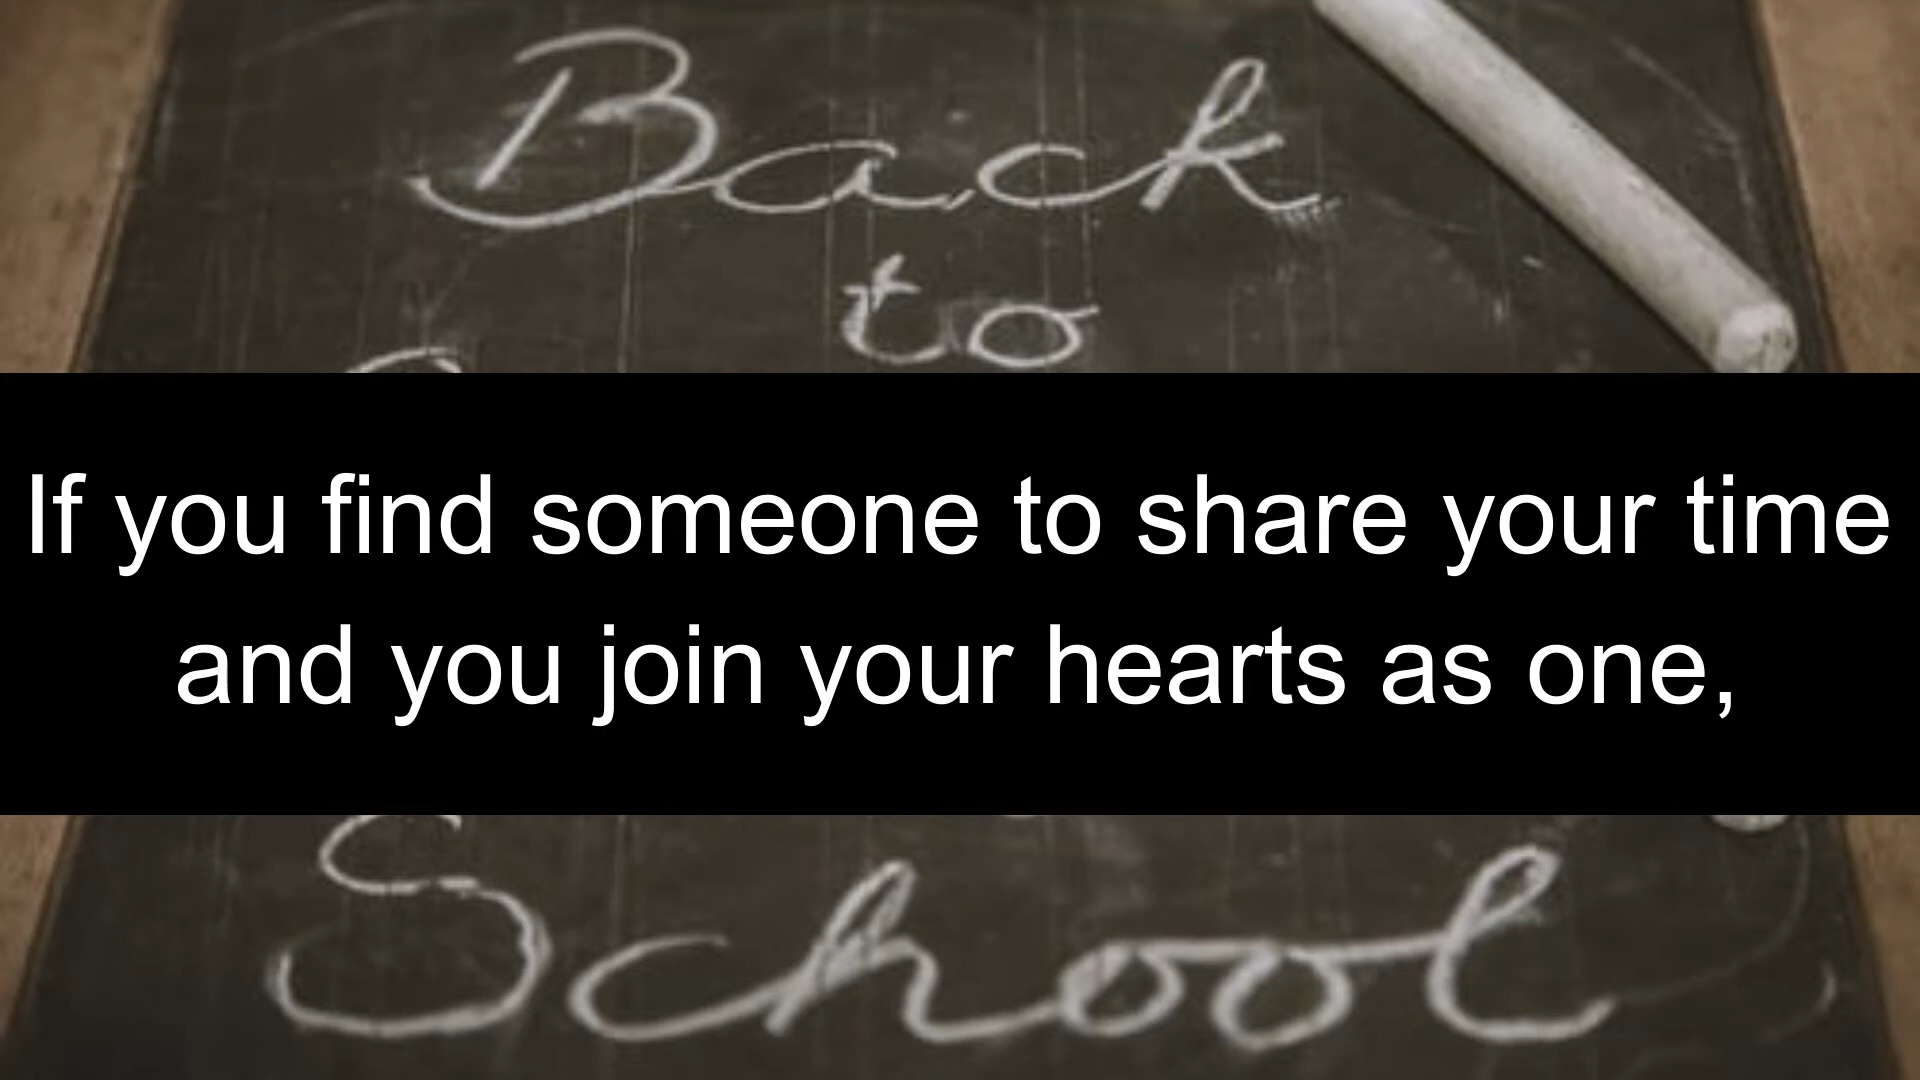 Back
to
If you find someone to share your time
and you join your hearts as one,
School